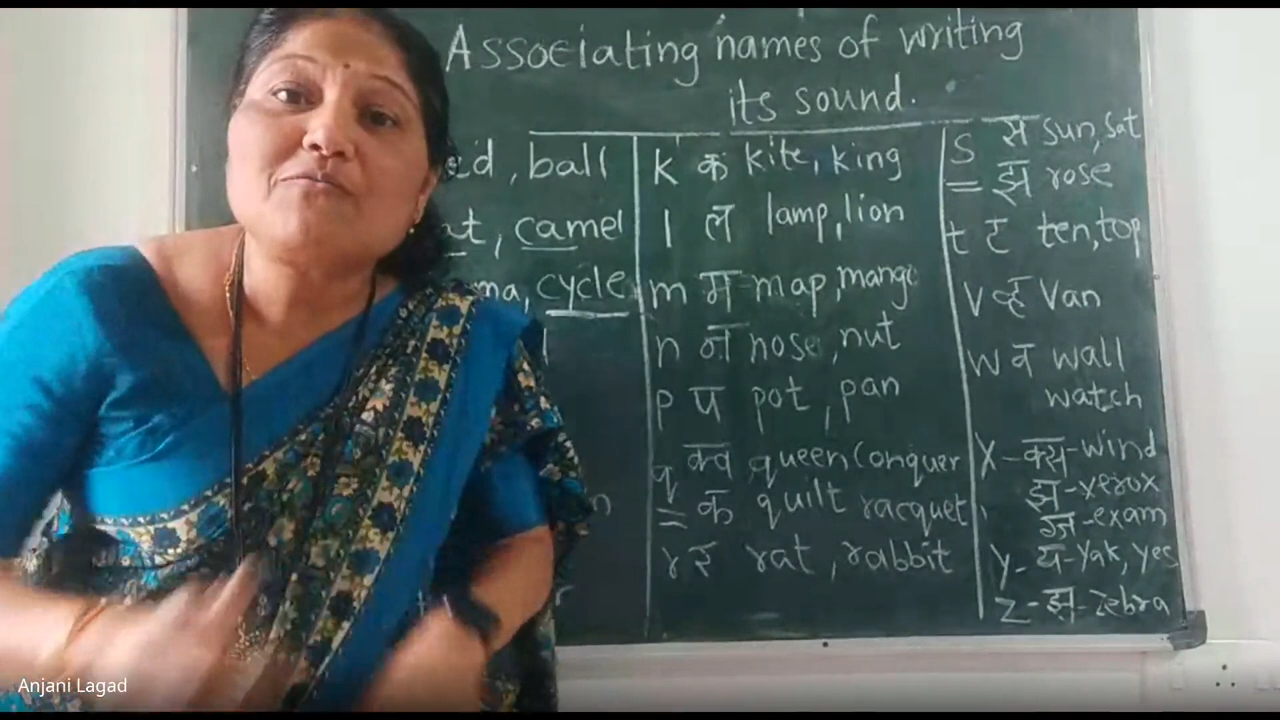 Associating names of writing
its sound.
ed, ball
at, camel
ma, cycle
k क kite, king
l ल lamp, lion
m म map, mango
n न nose, nut
p प pot, pan
q क्व queen conquer
क quilt racquet
r र rat, rabbit
s स sun, sat
झ rose
t ट ten, top
v व्ह van
w व wall
watch
x - क्स - wind
झ - xerox
ग्ज - exam
y - य - yak, yes
z - झ - zebra
Anjani Lagad